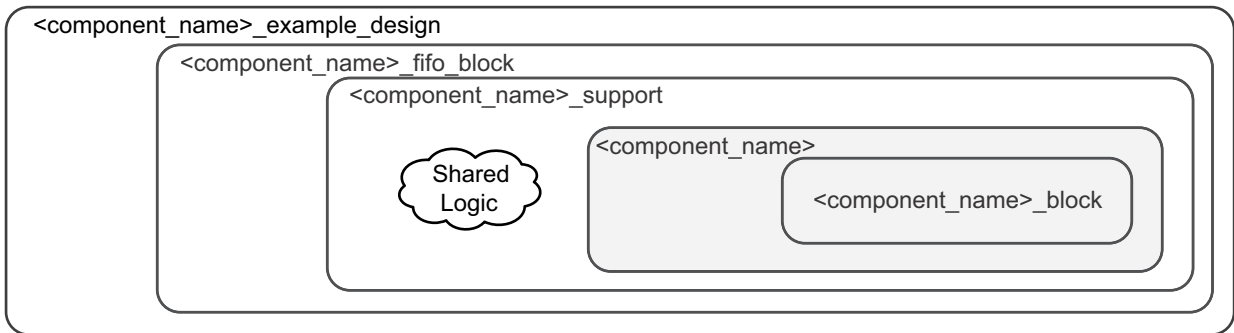 <component_name>_example_design
<component_name>_fifo_block
<component_name>_support
<component_name>
Shared
Logic
<component_name>_block